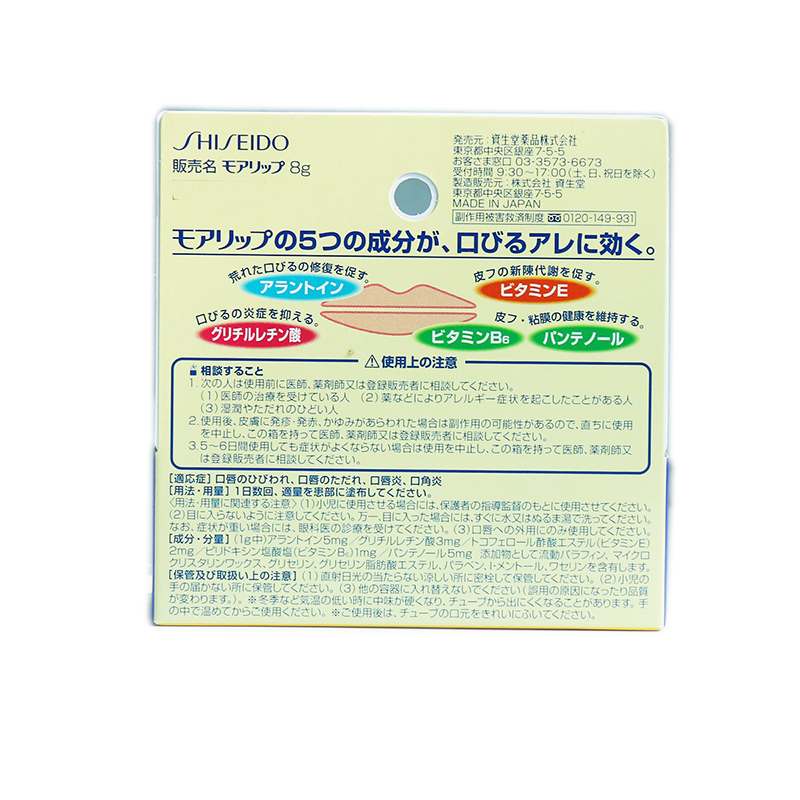 SHISEIDO
販売名 モアリップ 8g
発売元：資生堂薬品株式会社
東京都中央区銀座7-5-5
お客さま窓口 03-3573-6673
受付時間 9:30～17:00（土、日、祝日を除く）
製造販売元：株式会社 資生堂
東京都中央区銀座7-5-5
MADE IN JAPAN
副作用被害救済制度 0120-149-931
モアリップの5つの成分が、口びるアレに効く。
荒れた口びるの修復を促す。
アラントイン
皮フの新陳代謝を促す。
ビタミンE
口びるの炎症を抑える。
グリチルレチン酸
皮フ・粘膜の健康を維持する。
ビタミンB6 パンテノール
使用上の注意
相談すること
1.次の人は使用前に医師、薬剤師又は登録販売者に相談してください。
（1）医師の治療を受けている人 （2）薬などによりアレルギー症状を起こしたことがある人
（3）湿潤やただれのひどい人
2.使用後、皮膚に発疹・発赤、かゆみがあらわれた場合は副作用の可能性があるので、直ちに使用
を中止し、この箱を持って医師、薬剤師又は登録販売者に相談してください。
3.5～6日間使用しても症状がよくならない場合は使用を中止し、この箱を持って医師、薬剤師又
は登録販売者に相談してください。
[適応症] 口唇のひびわれ、口唇のただれ、口唇炎、口角炎
[用法・用量] 1日数回、適量を患部に塗布してください。
〈用法・用量に関連する注意〉（1）小児に使用させる場合には、保護者の指導監督のもとに使用させてください。
（2）目に入らないように注意してください。万一、目に入った場合には、すぐに水又はぬるま湯で洗ってください。
なお、症状が重い場合には、眼科医の診療を受けてください。（3）口唇への外用にのみ使用してください。
[成分・分量] （1g中）アラントイン5mg／グリチルレチン酸3mg／トコフェロール酢酸エステル（ビタミンE）
2mg／ピリドキシン塩酸塩（ビタミンB6）1mg／パンテノール5mg 添加物として流動パラフィン、マイクロ
クリスタリンワックス、グリセリン、グリセリン脂肪酸エステル、パラベン、l-メントール、ワセリンを含有します。
[保管及び取扱い上の注意] （1）直射日光の当たらない涼しい所に密栓して保管してください。（2）小児の
手の届かない所に保管してください。（3）他の容器に入れ替えないでください（誤用の原因になったり品質
が変わります）。※冬季など気温の低い時に中味が硬くなり、チューブから出にくくなることがあります。手
の中で温めてからご使用ください。※ご使用後は、チューブの口元をきれいにふいてください。